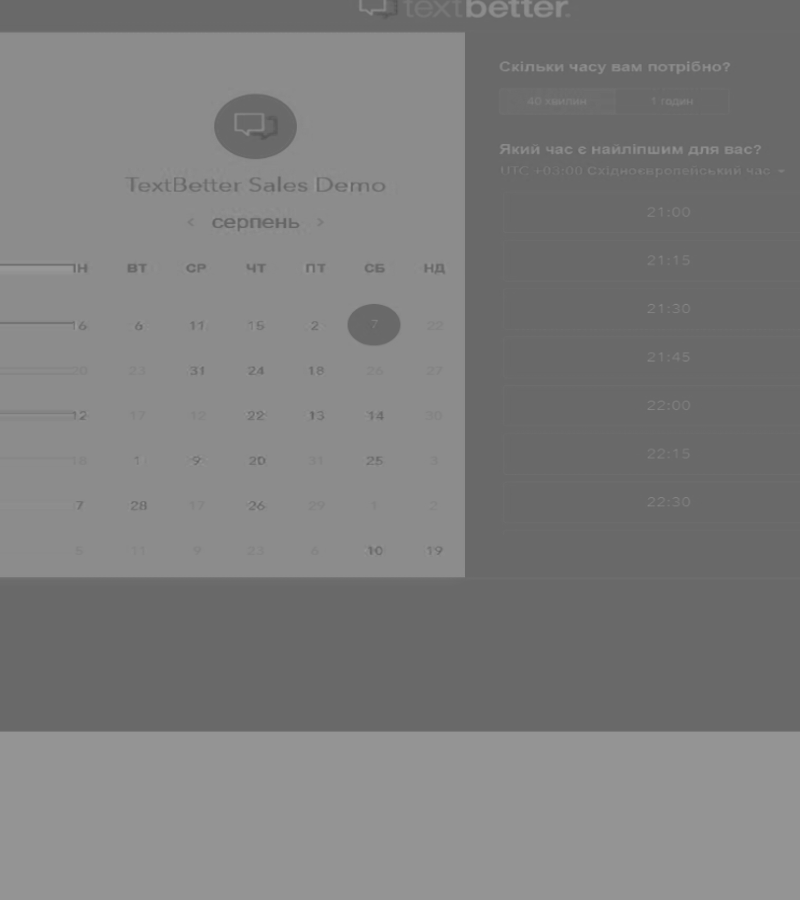 textbetter.
TextBetter Sales Demo
< серпень >
ІН ВТ СР ЧТ ПТ СБ НД
16 6 11 15 2 7 22
20 23 31 24 18 26 27
12 17 12 22 13 14 30
18 1 9 20 31 25 3
7 28 17 26 29 1 2
5 11 9 23 6 10 19
Скільки часу вам потрібно?
40 хвилин 1 годин
Який час є найліпшим для вас?
UTC +03:00 Східноєвропейський час
21:00
21:15
21:30
21:45
22:00
22:15
22:30